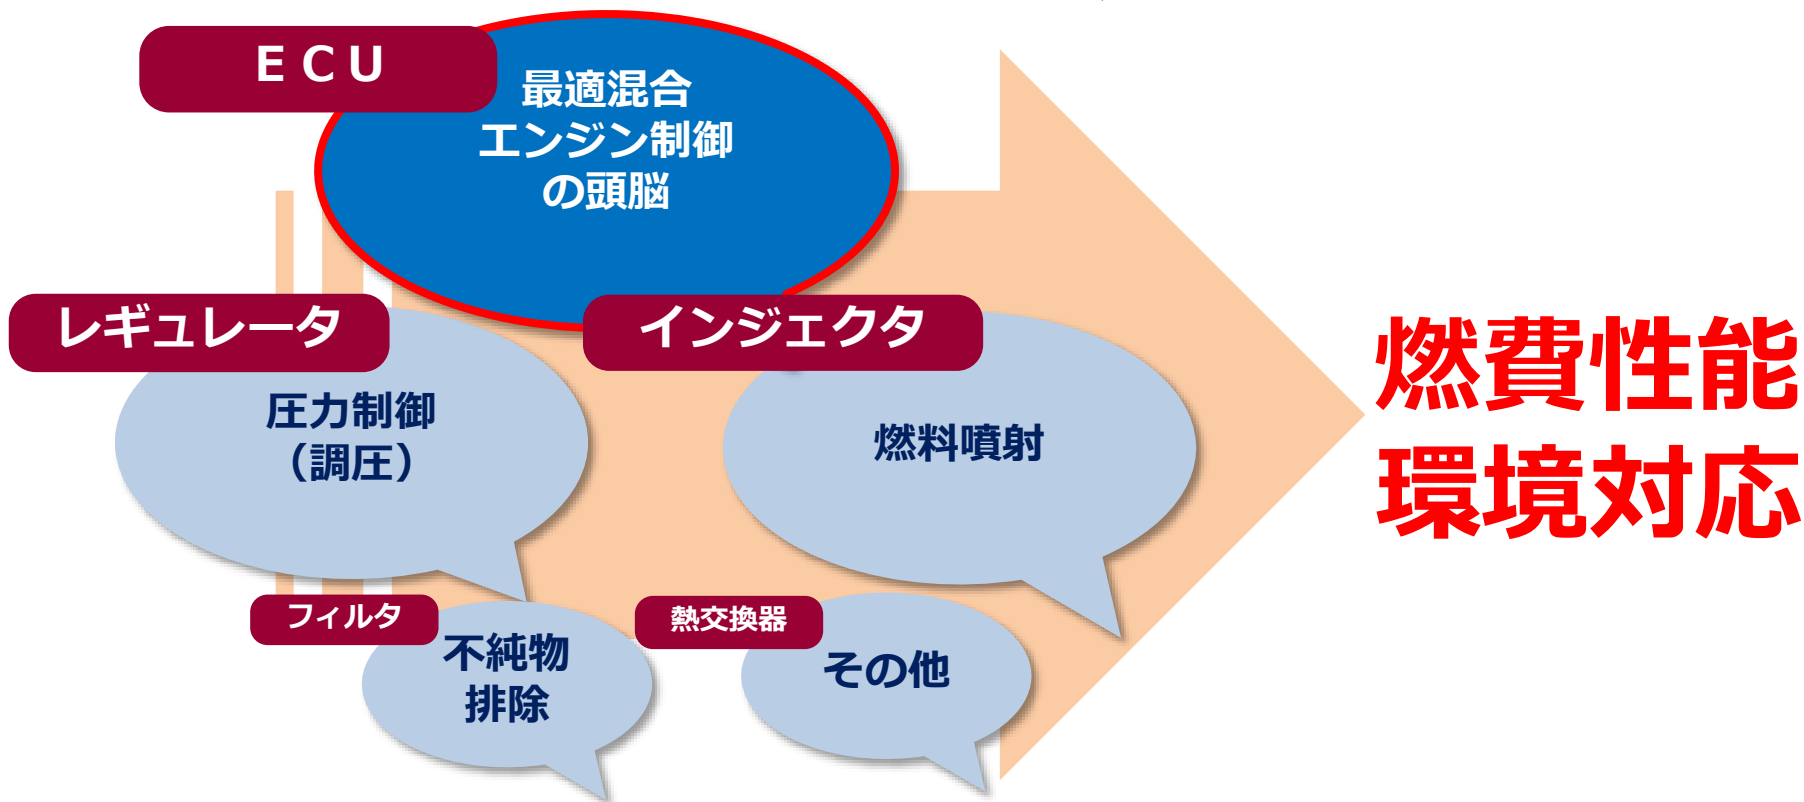 ＥＣＵ
最適混合
エンジン制御
の頭脳
レギュレータ
圧力制御
（調圧）
インジェクタ
燃料噴射
フィルタ
不純物
排除
熱交換器
その他
燃費性能
環境対応